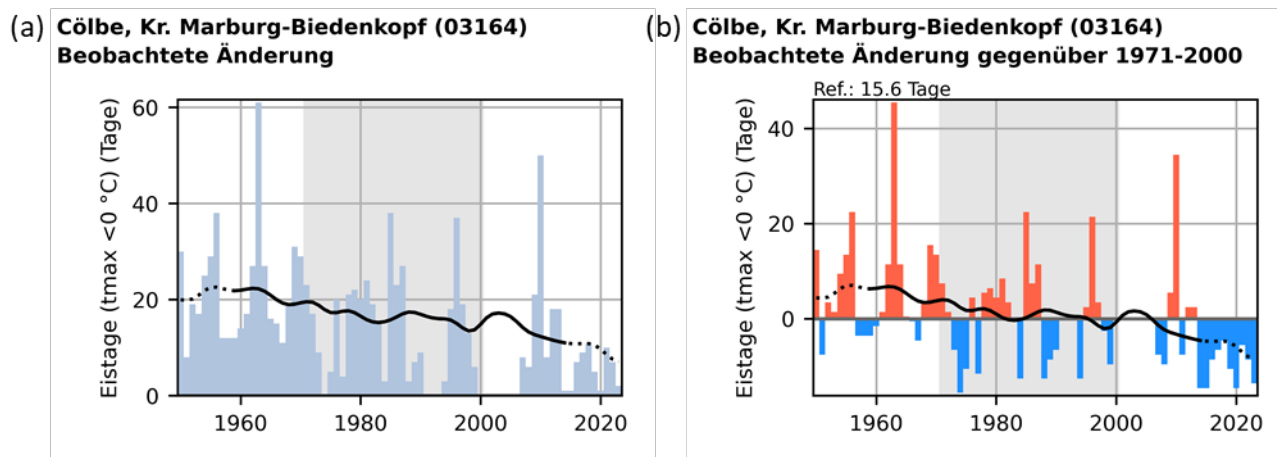 (a) Cölbe, Kr. Marburg-Biedenkopf (03164)
Beobachtete Änderung
Eistage (tmax <0 °C) (Tage)
60
40
20
0
1960 1980 2000 2020
(b) Cölbe, Kr. Marburg-Biedenkopf (03164)
Beobachtete Änderung gegenüber 1971-2000
Ref.: 15.6 Tage
Eistage (tmax <0 °C) (Tage)
40
20
0
1960 1980 2000 2020